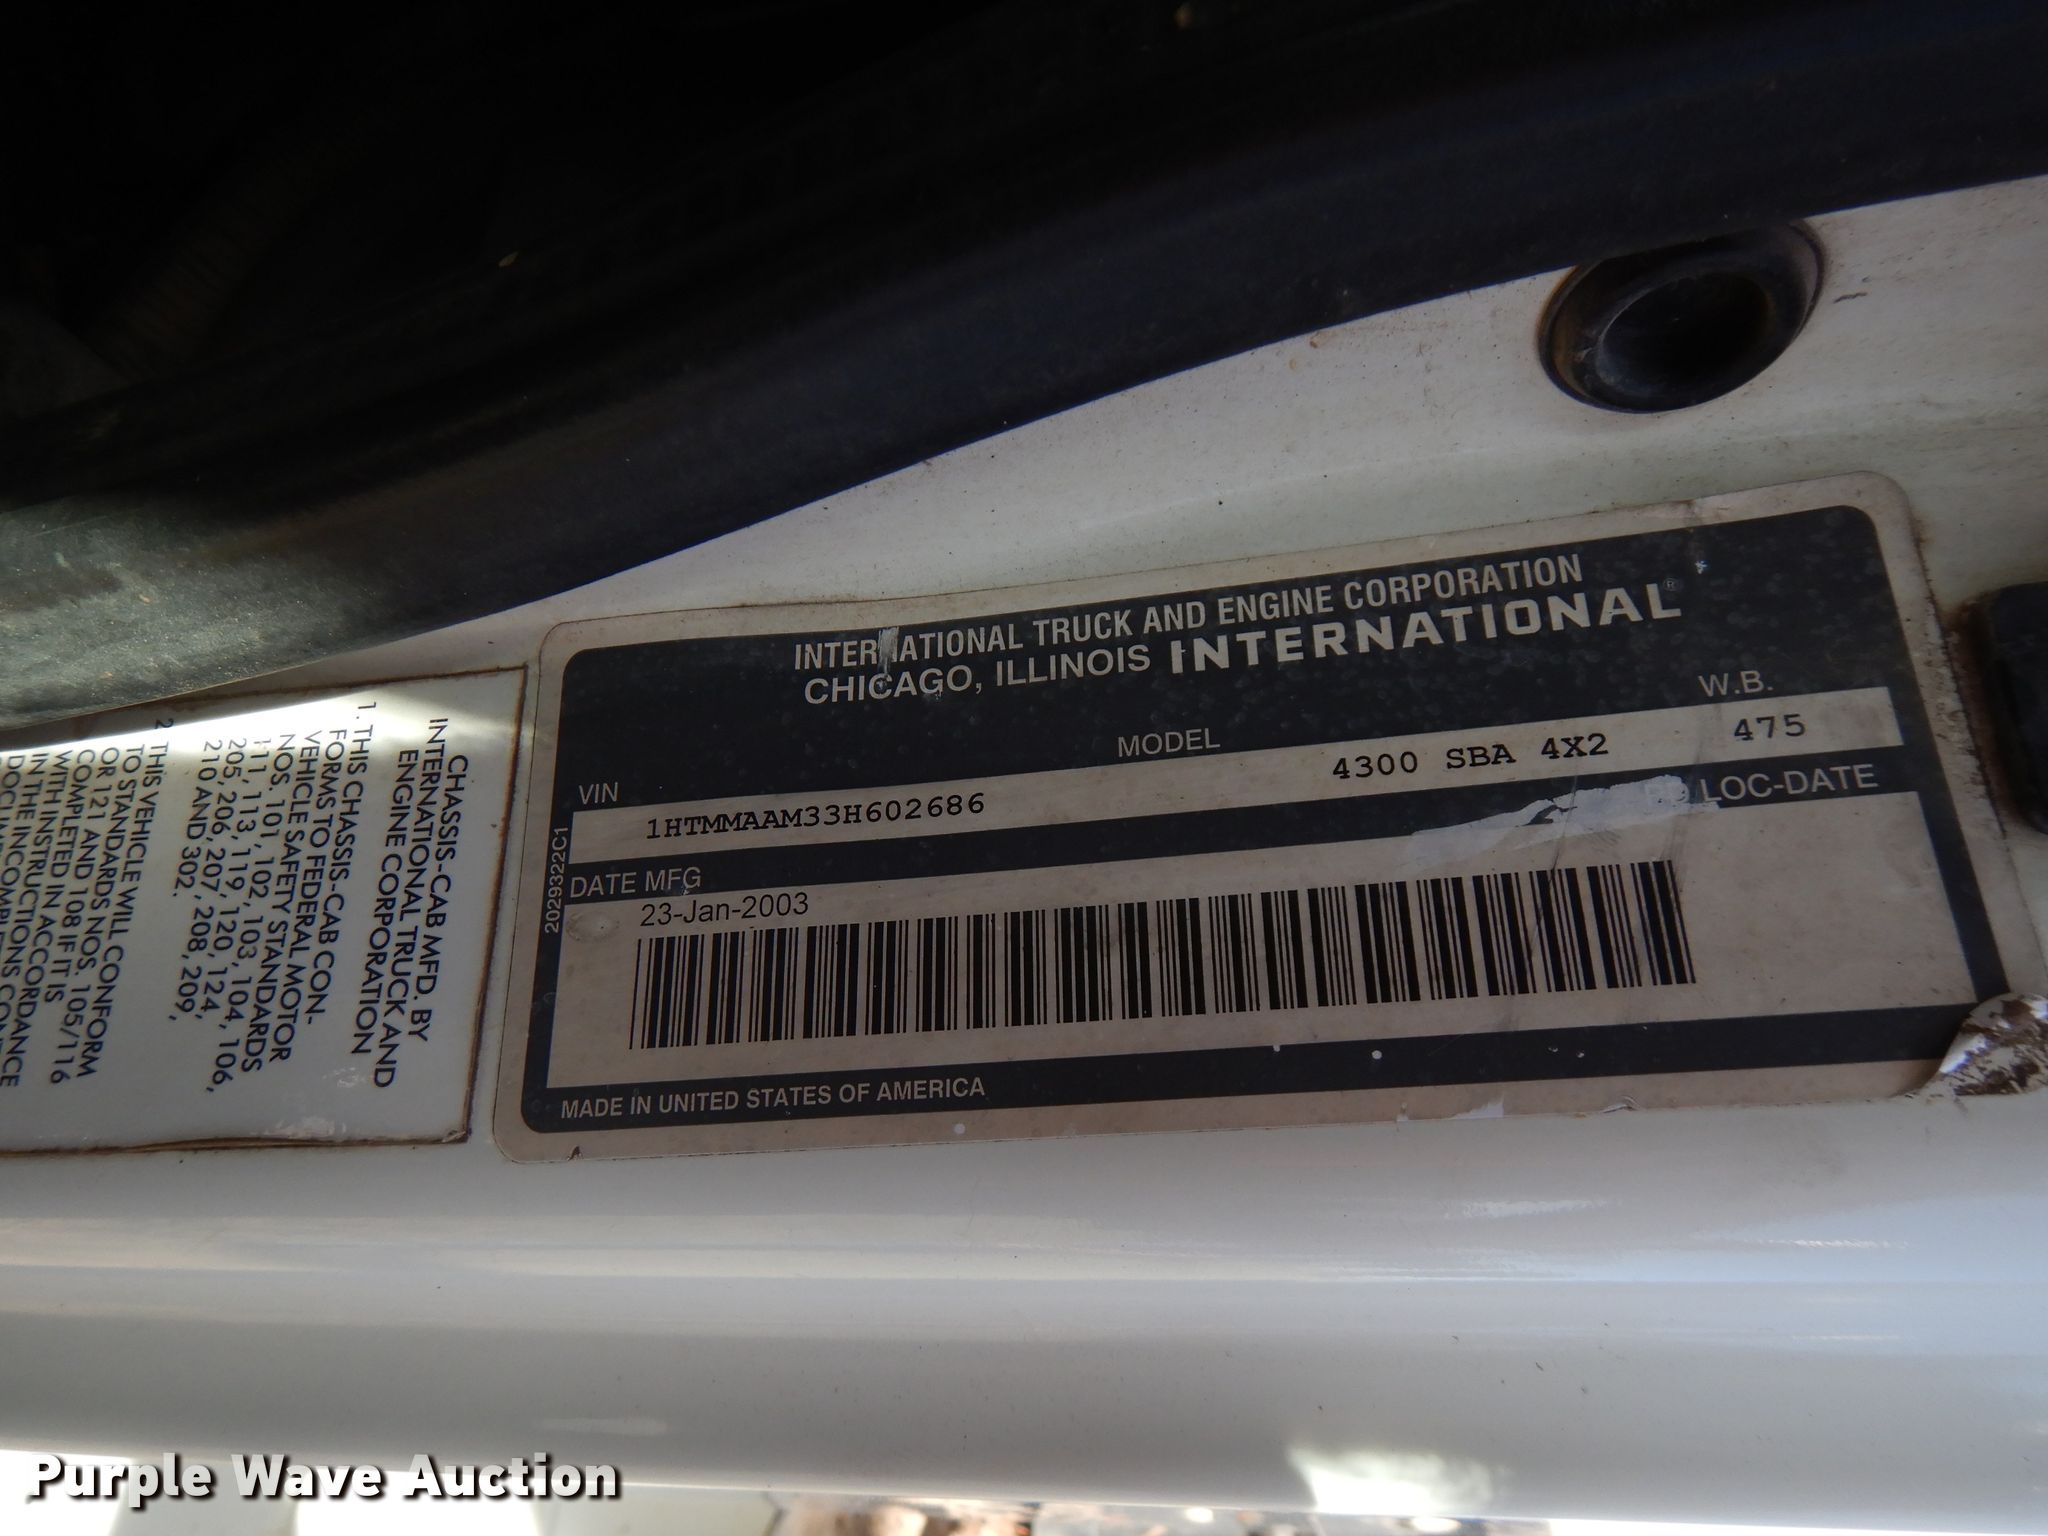 INTERNATIONAL TRUCK AND ENGINE CORPORATION
CHICAGO, ILLINOIS INTERNATIONAL®
VIN MODEL W.B.
1HTMMAAM33H602686 4300 SBA 4X2 475
DATE MFG LOC-DATE
23-Jan-2003
MADE IN UNITED STATES OF AMERICA
2029322C1
CHASSIS-CAB MFD. BY
INTERNATIONAL TRUCK AND
ENGINE CORPORATION
1. THIS CHASSIS-CAB CON-
FORMS TO FEDERAL MOTOR
VEHICLE SAFETY STANDARDS
NOS. 101, 102, 103, 104, 106,
111, 113, 119, 120, 124,
205, 206, 207, 208, 209,
210 AND 302.
2. THIS VEHICLE WILL CONFORM
TO STANDARDS NOS. 105/116
OR 121 AND 108 IF IT IS
COMPLETED IN ACCORDANCE
WITH INSTRUCTIONS CONTAINED
IN THE
Purple Wave Auction